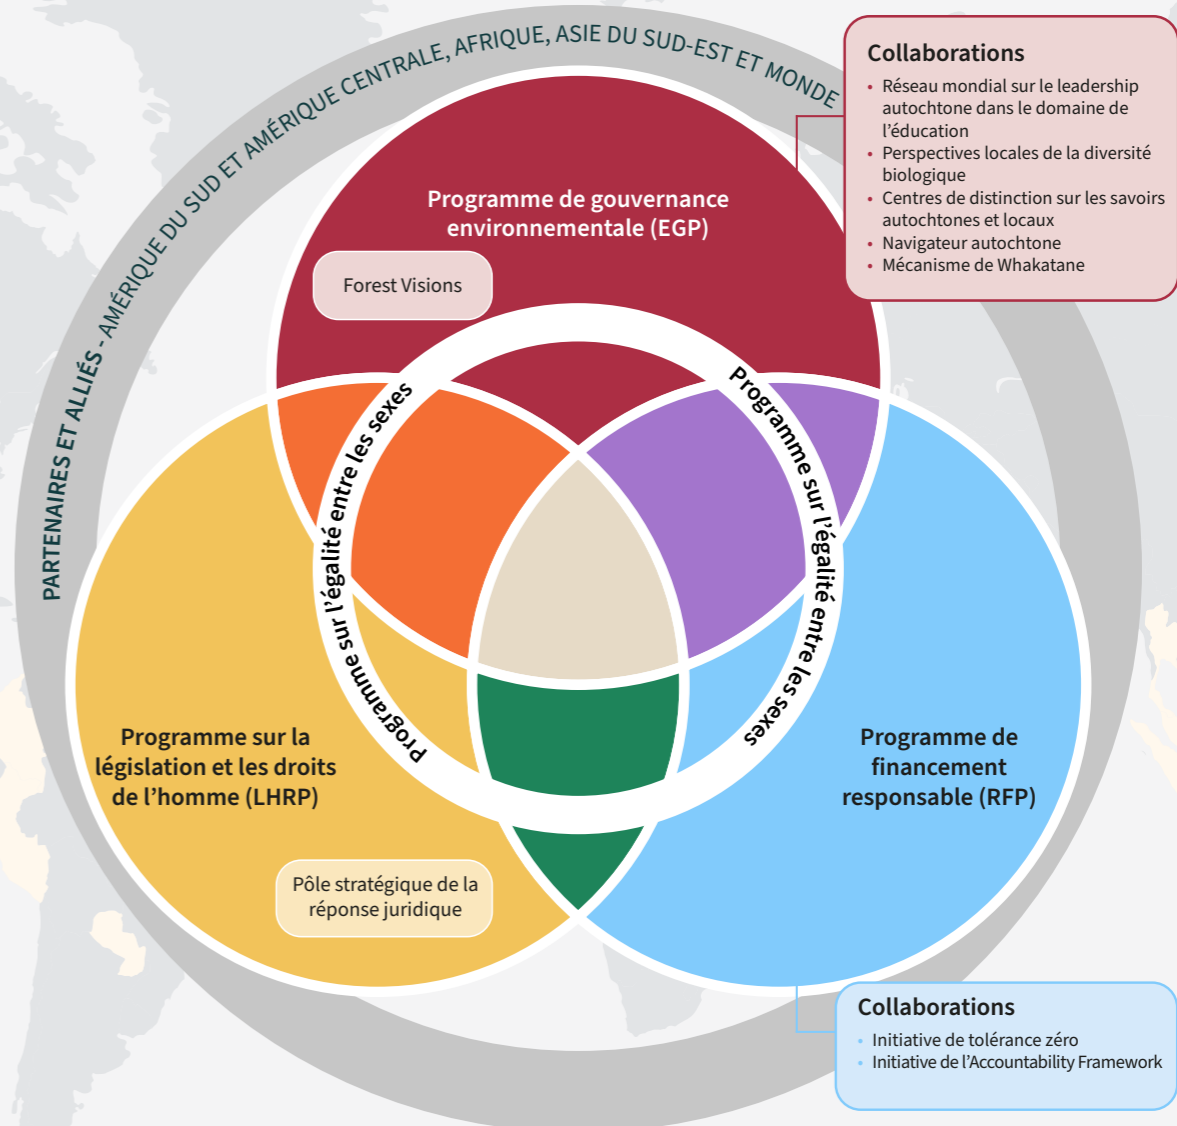 PARTENAIRES ET ALLIÉS - AMÉRIQUE DU SUD ET AMÉRIQUE CENTRALE, AFRIQUE, ASIE DU SUD-EST ET MONDE
Collaborations
• Réseau mondial sur le leadership
autochtone dans le domaine de
l’éducation
• Perspectives locales de la diversité
biologique
• Centres de distinction sur les savoirs
autochtones et locaux
• Navigateur autochtone
• Mécanisme de Whakatane
Programme de gouvernance
environnementale (EGP)
Forest Visions
Programme sur l’égalité entre les sexes
Programme sur l’égalité entre les sexes
Programme sur la
législation et les droits
de l’homme (LHRP)
Pôle stratégique de la
réponse juridique
Programme de
financement
responsable (RFP)
Collaborations
• Initiative de tolérance zéro
• Initiative de l’Accountability Framework